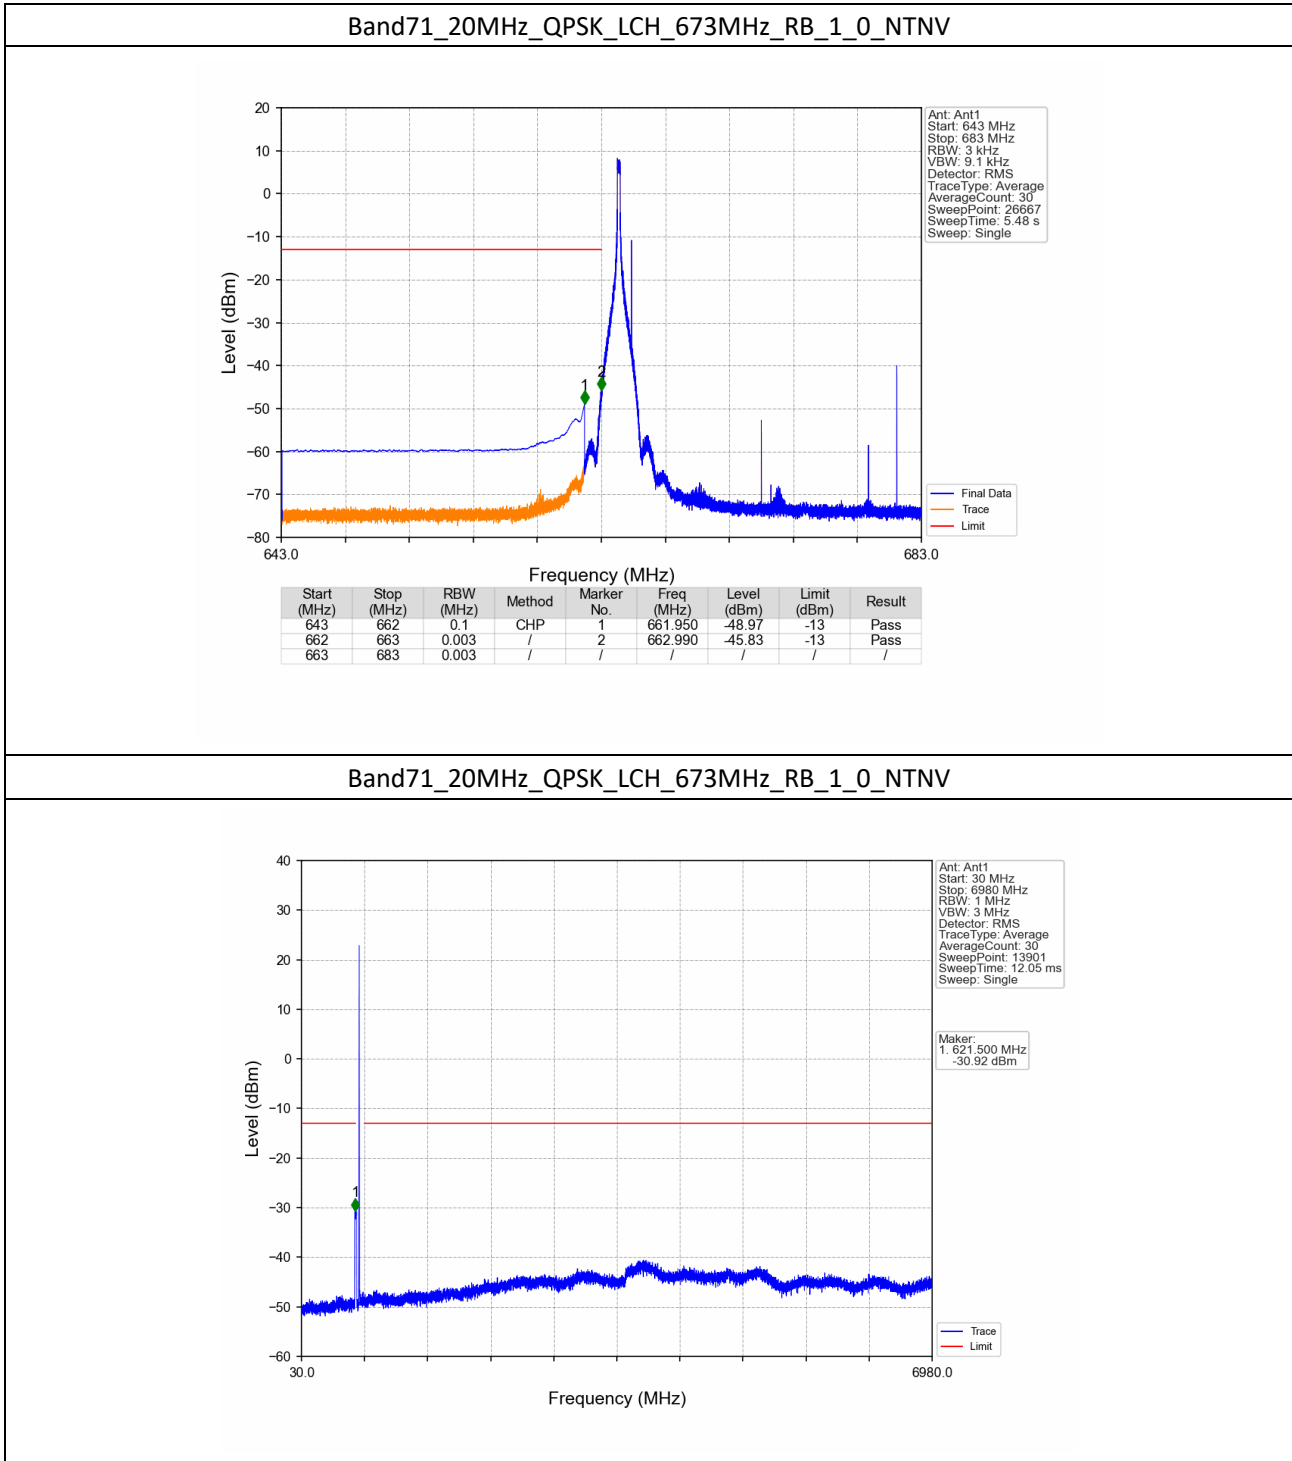 Band71_20MHz_QPSK_LCH_673MHz_RB_1_0_NTNV
20
10
0
−10
−20
−30
−40
−50
−60
−70
−80
Level (dBm)
643.0
683.0
Frequency (MHz)
1
2
Ant: Ant1
Start: 643 MHz
Stop: 683 MHz
RBW: 3 kHz
VBW: 9.1 kHz
Detector: RMS
TraceType: Average
AverageCount: 30
SweepPoint: 26667
SweepTime: 5.48 s
Sweep: Single
Final Data
Trace
Limit
Start (MHz) Stop (MHz) RBW (MHz) Method Marker No. Freq (MHz) Level (dBm) Limit (dBm) Result
643 662 0.1 CHP 1 661.950 -48.97 -13 Pass
662 663 0.003 / 2 662.990 -45.83 -13 Pass
663 683 0.003 / / / / / /
Band71_20MHz_QPSK_LCH_673MHz_RB_1_0_NTNV
40
30
20
10
0
−10
−20
−30
−40
−50
−60
Level (dBm)
30.0
6980.0
Frequency (MHz)
1
Ant: Ant1
Start: 30 MHz
Stop: 6980 MHz
RBW: 1 MHz
VBW: 3 MHz
Detector: RMS
TraceType: Average
AverageCount: 30
SweepPoint: 13901
SweepTime: 12.05 ms
Sweep: Single
Maker:
1. 621.500 MHz
-30.92 dBm
Trace
Limit